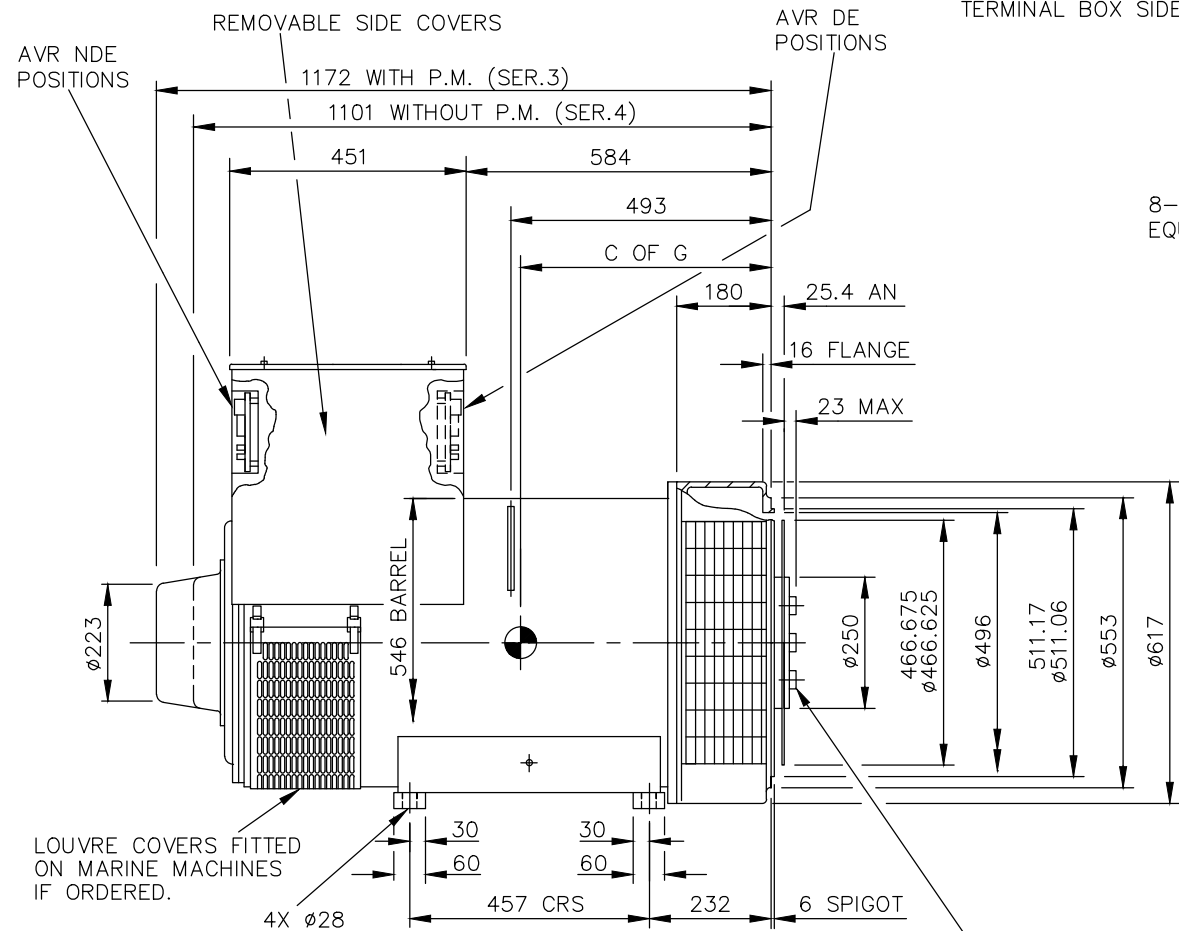 REMOVABLE SIDE COVERS
AVR DE
POSITIONS
TERMINAL BOX SIDE
AVR NDE
POSITIONS
1172 WITH P.M. (SER.3)
1101 WITHOUT P.M. (SER.4)
451
584
493
8-
EQU
C OF G
180
25.4 AN
16 FLANGE
23 MAX
546 BARREL
ø223
ø250
466.675
ø466.625
ø496
511.17
ø511.06
ø553
ø617
LOUVRE COVERS FITTED
ON MARINE MACHINES
IF ORDERED.
30
60
30
60
4X ø28
457 CRS
232
6 SPIGOT